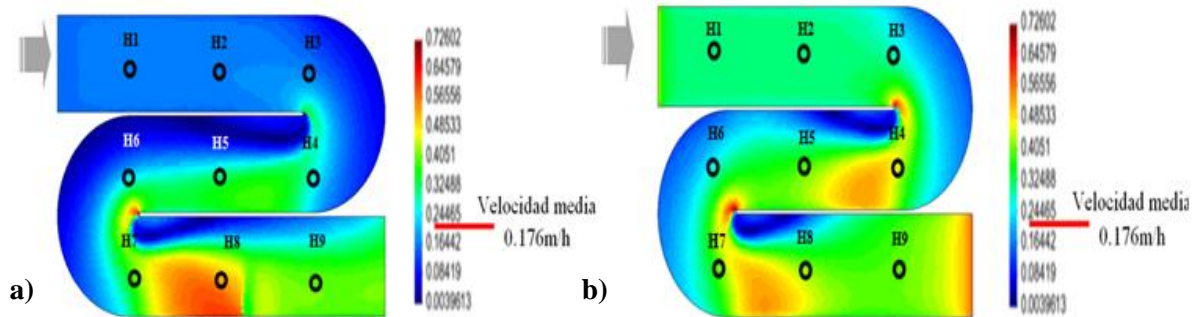 H1 H2 H3
H6 H5 H4
H7 H8 H9
0.72602
0.64579
0.56556
0.48533
0.4051
0.32488
0.24465
0.16442
0.08419
0.0039613
Velocidad media
0.176m/h
a)
H1 H2 H3
H6 H5 H4
H7 H8 H9
0.72602
0.64579
0.56556
0.48533
0.4051
0.32488
0.24465
0.16442
0.08419
0.0039613
Velocidad media
0.176m/h
b)